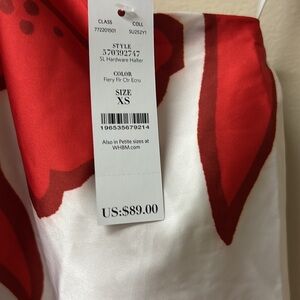 CLASS COLL
772201501 SU252Y1
STYLE
570392747
SL Hardware Halter
COLOR
Fiery Flr Ctr Ecru
SIZE
XS
196535679214
Also in Petite sizes at
WHBM.com
US:$89.00